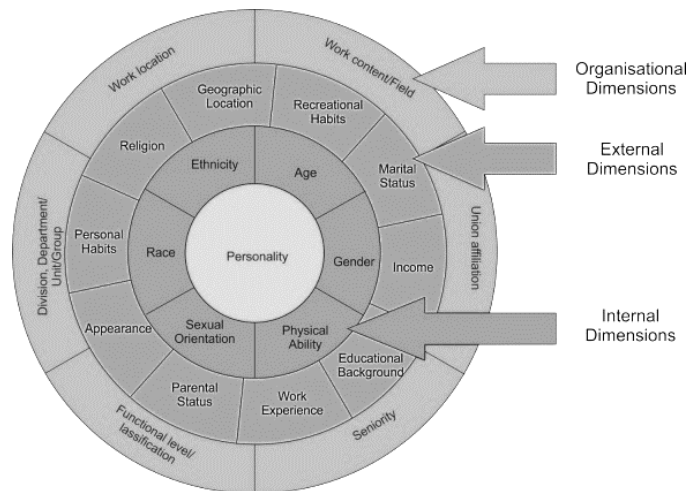 Work location
Work content/Field
Organisational
Dimensions
Geographic
Location
Recreational
Habits
External
Dimensions
Religion
Ethnicity
Age
Marital
Status
Division, Department/
Unit/Group
Personal
Habits
Race
Personality
Gender
Income
Union affiliation
Internal
Dimensions
Appearance
Sexual
Orientation
Physical
Ability
Educational
Background
Parental
Status
Work
Experience
Functional level/
lassification
Seniority